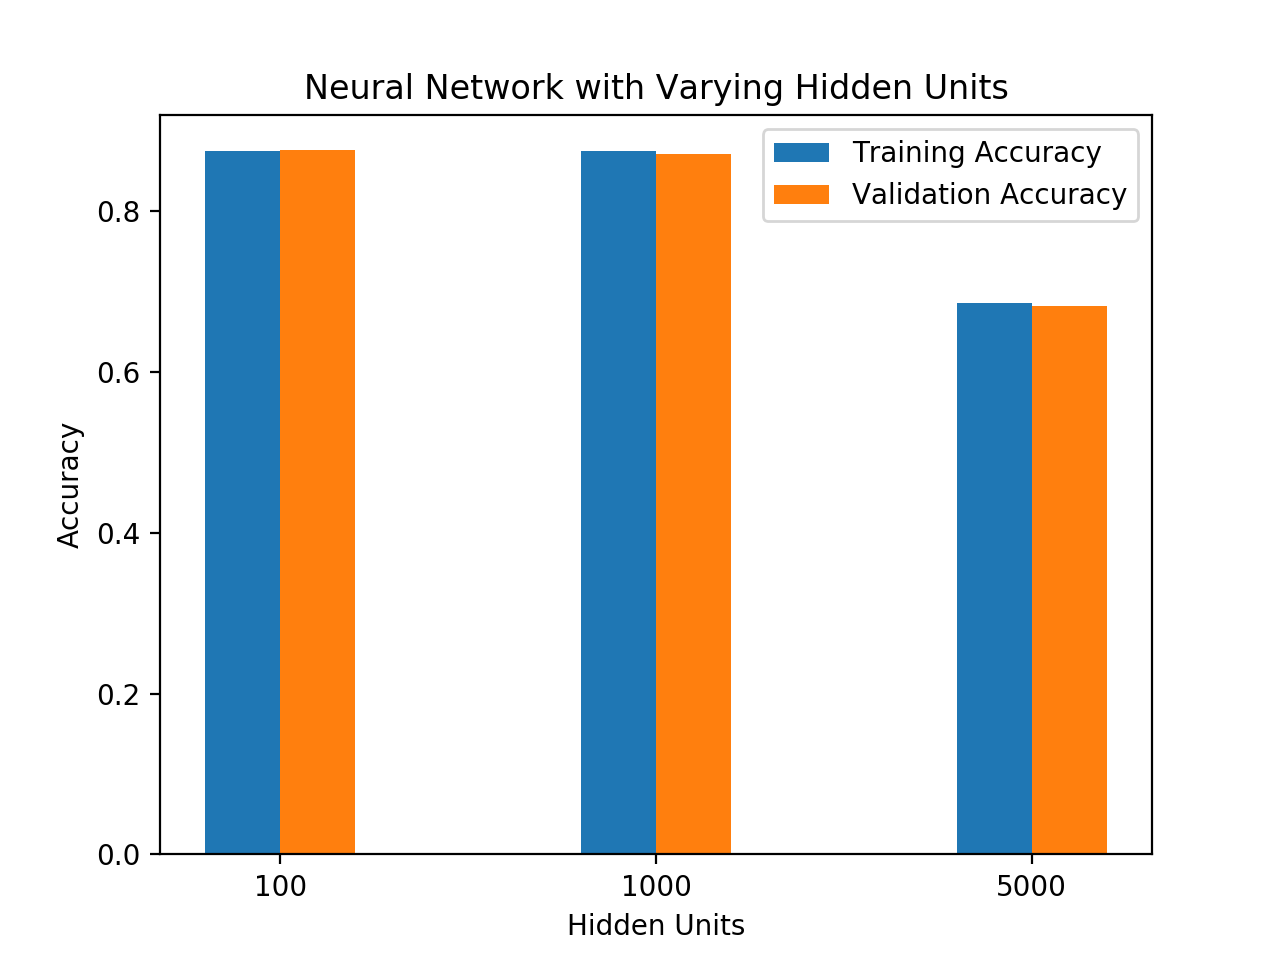 Neural Network with Varying Hidden Units
Training Accuracy
Validation Accuracy
0.8
0.6
0.4
0.2
0.0
Accuracy
100 1000 5000
Hidden Units